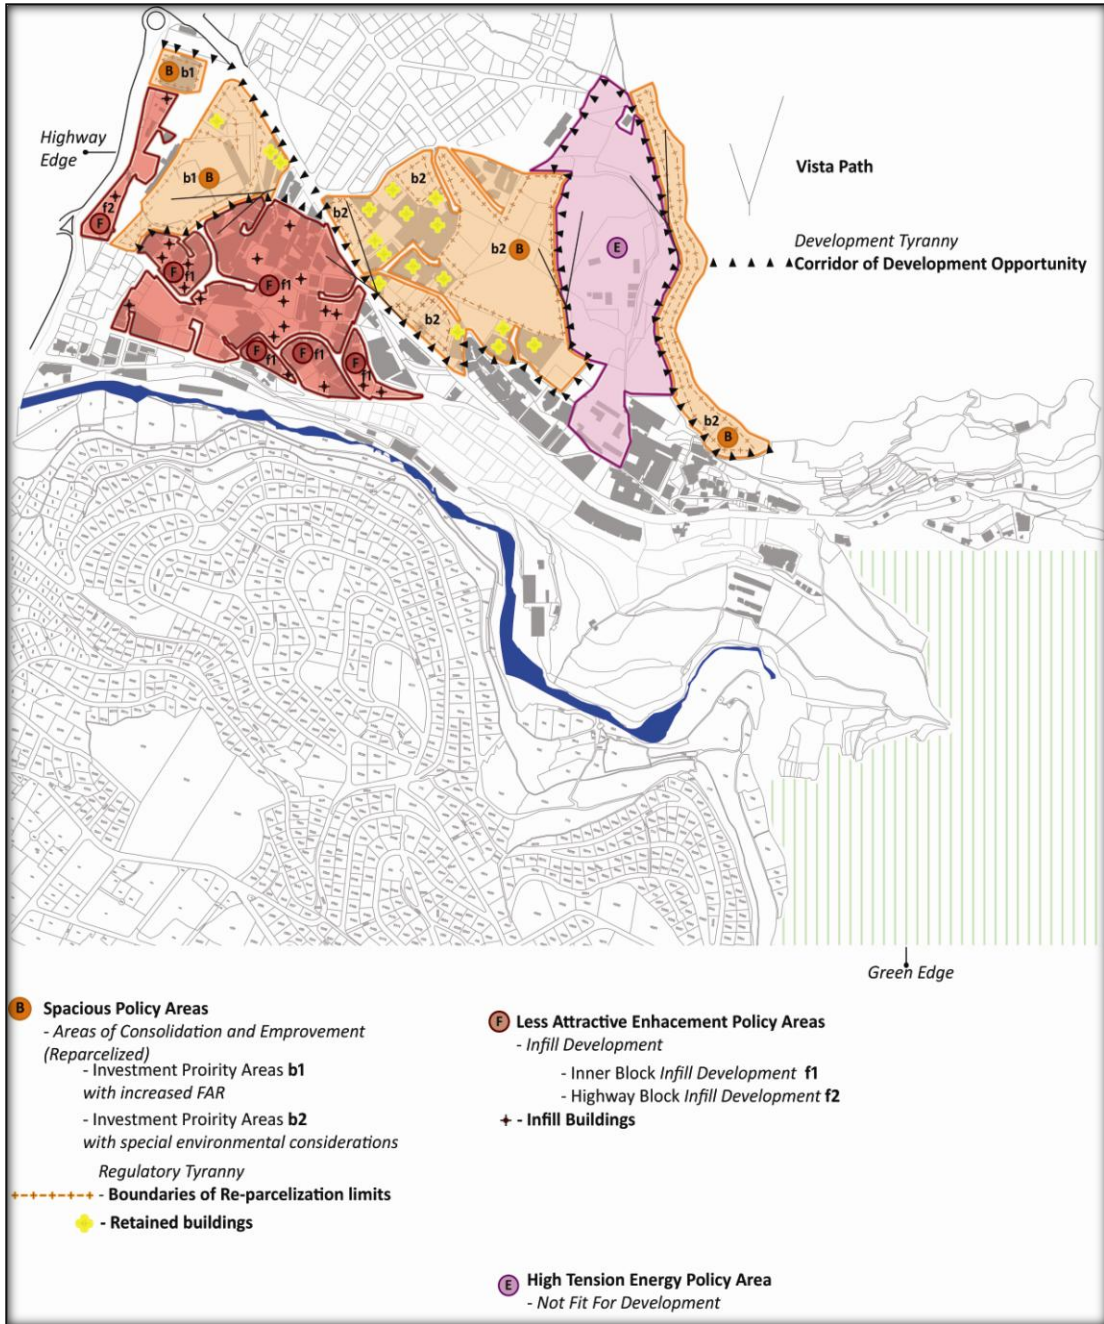 B b1
Highway
Edge
f2
F
b1 B
F f1
F f1
F f1
F f1
F f1
b2
b2
b2 B
b2
E
b2
B
Vista Path
Development Tyranny
Corridor of Development Opportunity
Green Edge
B Spacious Policy Areas
- Areas of Consolidation and Emprovement
(Reparcelized)
- Investment Proirity Areas b1
with increased FAR
- Investment Proirity Areas b2
with special environmental considerations
Regulatory Tyranny
- Boundaries of Re-parcelization limits
- Retained buildings
F Less Attractive Enhacement Policy Areas
- Infill Development
- Inner Block Infill Development f1
- Highway Block Infill Development f2
- Infill Buildings
E High Tension Energy Policy Area
- Not Fit For Development